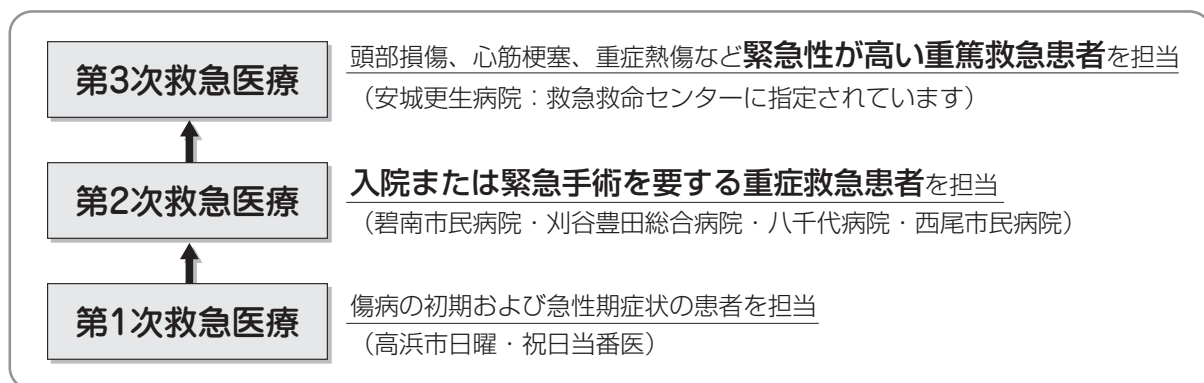 第3次救急医療
頭部損傷、心筋梗塞、重症熱傷など緊急性が高い重篤救急患者を担当
（安城更生病院：救急救命センターに指定されています）
第2次救急医療
入院または緊急手術を要する重症救急患者を担当
（碧南市民病院・刈谷豊田総合病院・八千代病院・西尾市民病院）
第1次救急医療
傷病の初期および急性期症状の患者を担当
（高浜市日曜・祝日当番医）